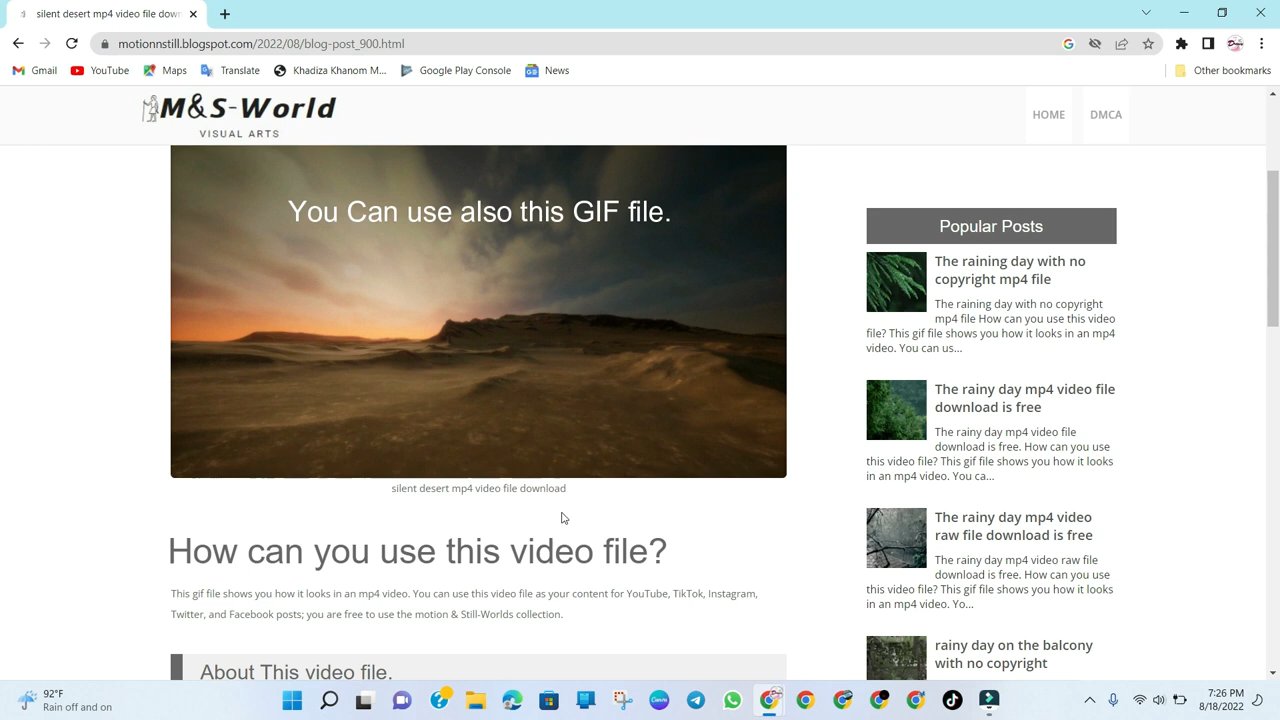 silent desert mp4 video file dow
motionnstill.blogspot.com/2022/08/blog-post_900.html
Gmail
YouTube
Maps
Translate
Khadiza Khanom M...
Google Play Console
News
Other bookmarks
M&S-World
VISUAL ARTS
HOME
DMCA
You Can use also this GIF file.
silent desert mp4 video file download
How can you use this video file?
This gif file shows you how it looks in an mp4 video. You can use this video file as your content for YouTube, TikTok, Instagram,
Twitter, and Facebook posts; you are free to use the motion & Still-Worlds collection.
About This video file.
Popular Posts
The raining day with no
copyright mp4 file
The raining day with no copyright
mp4 file How can you use this video
file? This gif file shows you how it looks in an mp4
video. You can us...
The rainy day mp4 video file
download is free
The rainy day mp4 video file
download is free. How can you use
this video file? This gif file shows you how it looks
in an mp4 video. You ca...
The rainy day mp4 video
raw file download is free
The rainy day mp4 video raw file
download is free. How can you use
this video file? This gif file shows you how it looks
in an mp4 video. Yo...
rainy day on the balcony
with no copyright
92°F
Rain off and on
7:26 PM
8/18/2022